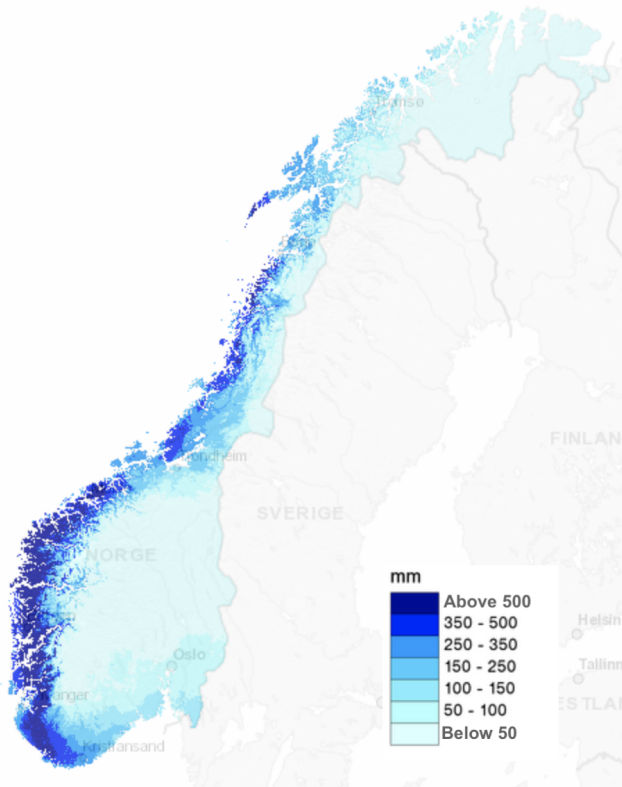 Tromsø
FINLAN
Trondheim
SVERIGE
NORGE
mm
Above 500
350 - 500
250 - 350
150 - 250
100 - 150
50 - 100
Below 50
Helsin
Oslo
Tallinn
anger
ESTLAN
Kristiansand